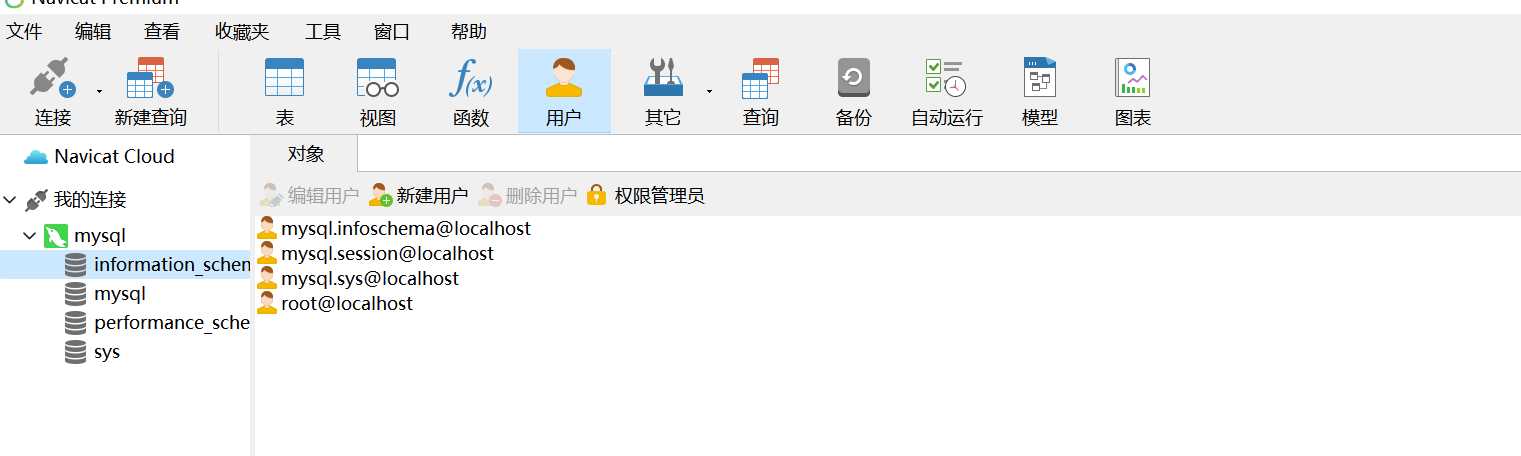 Navicat Premium
文件 编辑 查看 收藏夹 工具 窗口 帮助
f(x)
连接 新建查询 表 视图 函数 用户 其它 查询 备份 自动运行 模型 图表
Navicat Cloud
对象
我的连接
编辑用户 新建用户 删除用户 权限管理员
mysql
information_schen
mysql
performance_sche
sys
mysql.infoschema@localhost
mysql.session@localhost
mysql.sys@localhost
root@localhost